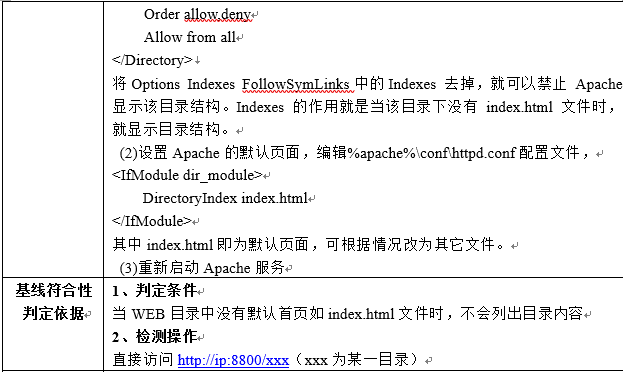 Order allow,deny
Allow from all
</Directory>
将 Options Indexes FollowSymLinks 中的 Indexes 去掉，就可以禁止 Apache
显示该目录结构。Indexes 的作用就是当该目录下没有 index.html 文件时，
就显示目录结构。
(2)设置 Apache 的默认页面，编辑%apache%\conf\httpd.conf 配置文件，
<IfModule dir_module>
DirectoryIndex index.html
</IfModule>
其中 index.html 即为默认页面，可根据情况改为其它文件。
(3)重新启动 Apache 服务
基线符合性
判定依据
1、判定条件
当 WEB 目录中没有默认首页如 index.html 文件时，不会列出目录内容
2、检测操作
直接访问 http://ip:8800/xxx（xxx 为某一目录）